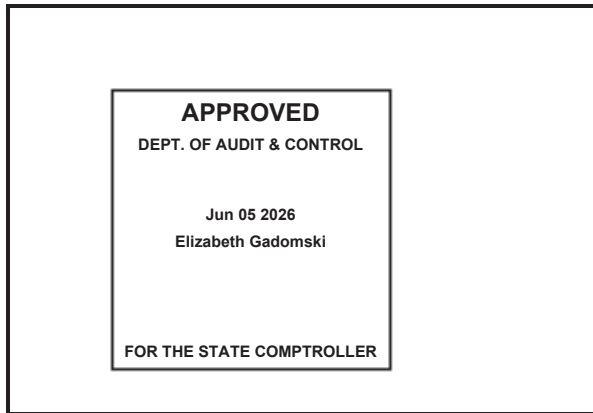 APPROVED
DEPT. OF AUDIT & CONTROL
Jun 05 2026
Elizabeth Gadomski
FOR THE STATE COMPTROLLER